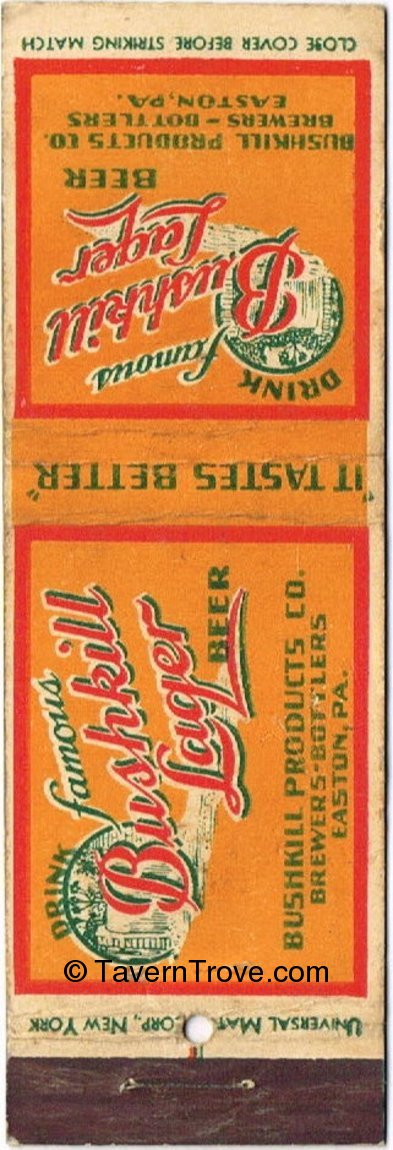 CLOSE COVER BEFORE STRIKING MATCH
DRINK
famous
Bushkill
Lager
BEER
BUSHKILL PRODUCTS CO.
BREWERS-BOTTLERS
EASTON, PA.
"IT TASTES BETTER"
DRINK
famous
Bushkill
Lager
BEER
BUSHKILL PRODUCTS CO.
BREWERS-BOTTLERS
EASTON, PA.
© TavernTrove.com
UNIVERSAL MAT CORP., NEW YORK